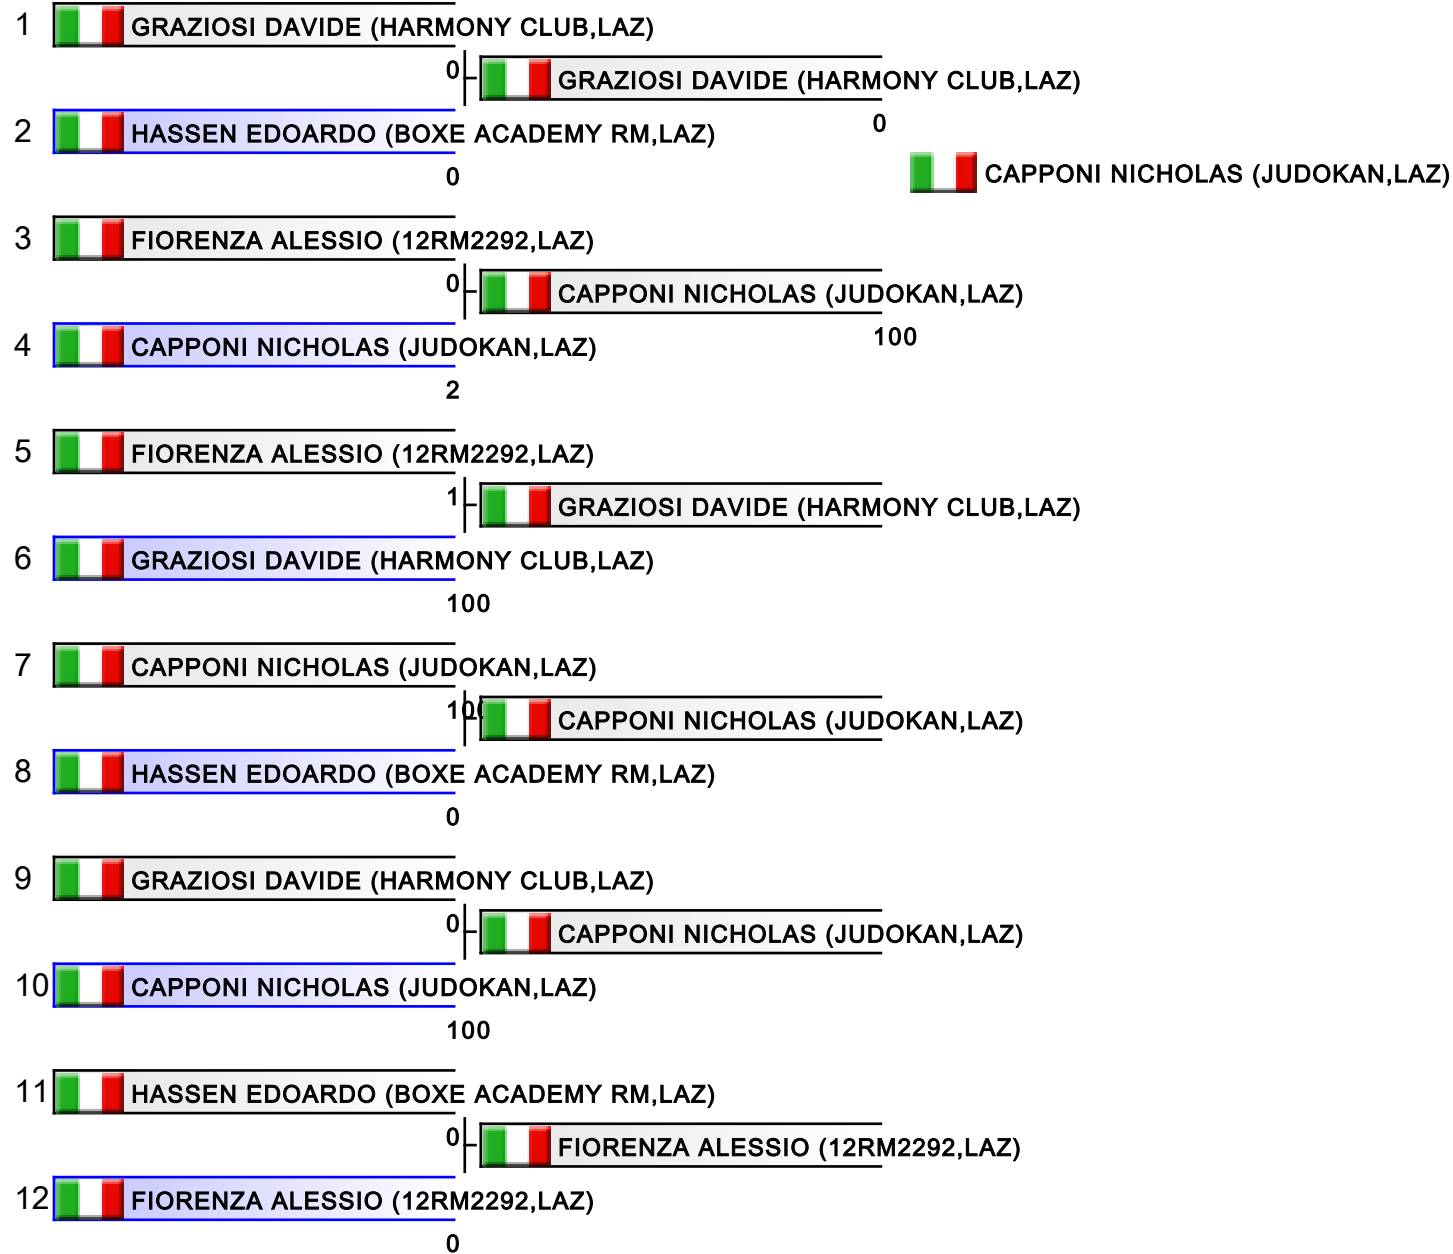 1 GRAZIOSI DAVIDE (HARMONY CLUB,LAZ)
0 GRAZIOSI DAVIDE (HARMONY CLUB,LAZ)
0
2 HASSEN EDOARDO (BOXE ACADEMY RM,LAZ)
0
CAPPONI NICHOLAS (JUDOKAN,LAZ)
3 FIORENZA ALESSIO (12RM2292,LAZ)
0 CAPPONI NICHOLAS (JUDOKAN,LAZ)
100
4 CAPPONI NICHOLAS (JUDOKAN,LAZ)
2
5 FIORENZA ALESSIO (12RM2292,LAZ)
1 GRAZIOSI DAVIDE (HARMONY CLUB,LAZ)
6 GRAZIOSI DAVIDE (HARMONY CLUB,LAZ)
100
7 CAPPONI NICHOLAS (JUDOKAN,LAZ)
100 CAPPONI NICHOLAS (JUDOKAN,LAZ)
8 HASSEN EDOARDO (BOXE ACADEMY RM,LAZ)
0
9 GRAZIOSI DAVIDE (HARMONY CLUB,LAZ)
0 CAPPONI NICHOLAS (JUDOKAN,LAZ)
10 CAPPONI NICHOLAS (JUDOKAN,LAZ)
100
11 HASSEN EDOARDO (BOXE ACADEMY RM,LAZ)
0 FIORENZA ALESSIO (12RM2292,LAZ)
12 FIORENZA ALESSIO (12RM2292,LAZ)
0